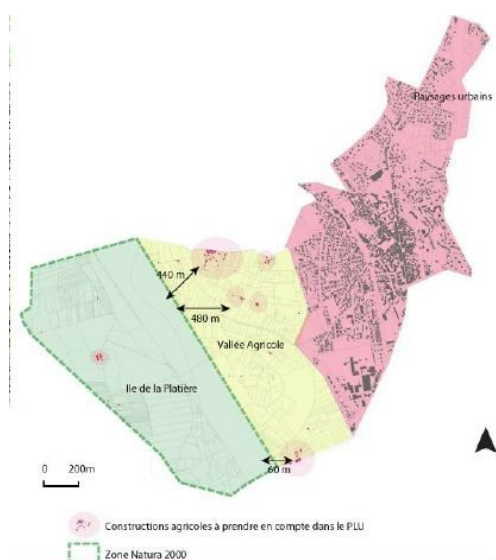 Paysages urbains
440 m
480 m
Vallée Agricole
Ile de la Platière
60 m
0 200m
Constructions agricoles à prendre en compte dans le PLU
Zone Natura 2000